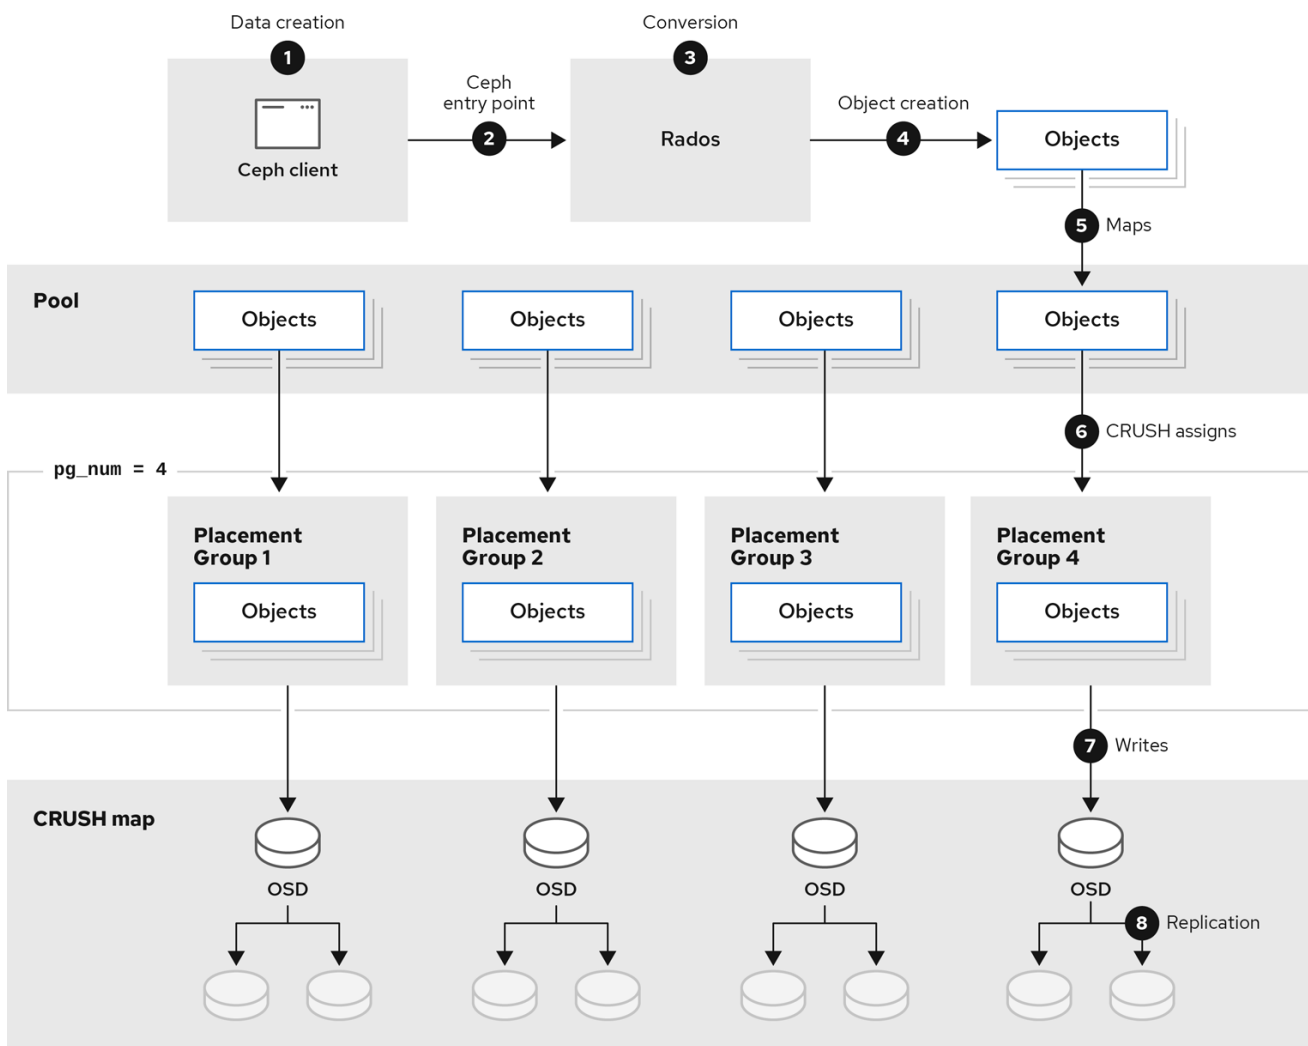 Data creation
1
Ceph client
Ceph
entry point
2
Conversion
3
Rados
Object creation
4
Objects
5 Maps
Pool
Objects
Objects
Objects
Objects
6 CRUSH assigns
pg_num = 4
Placement
Group 1
Objects
Placement
Group 2
Objects
Placement
Group 3
Objects
Placement
Group 4
Objects
7 Writes
CRUSH map
OSD
OSD
OSD
OSD
8 Replication